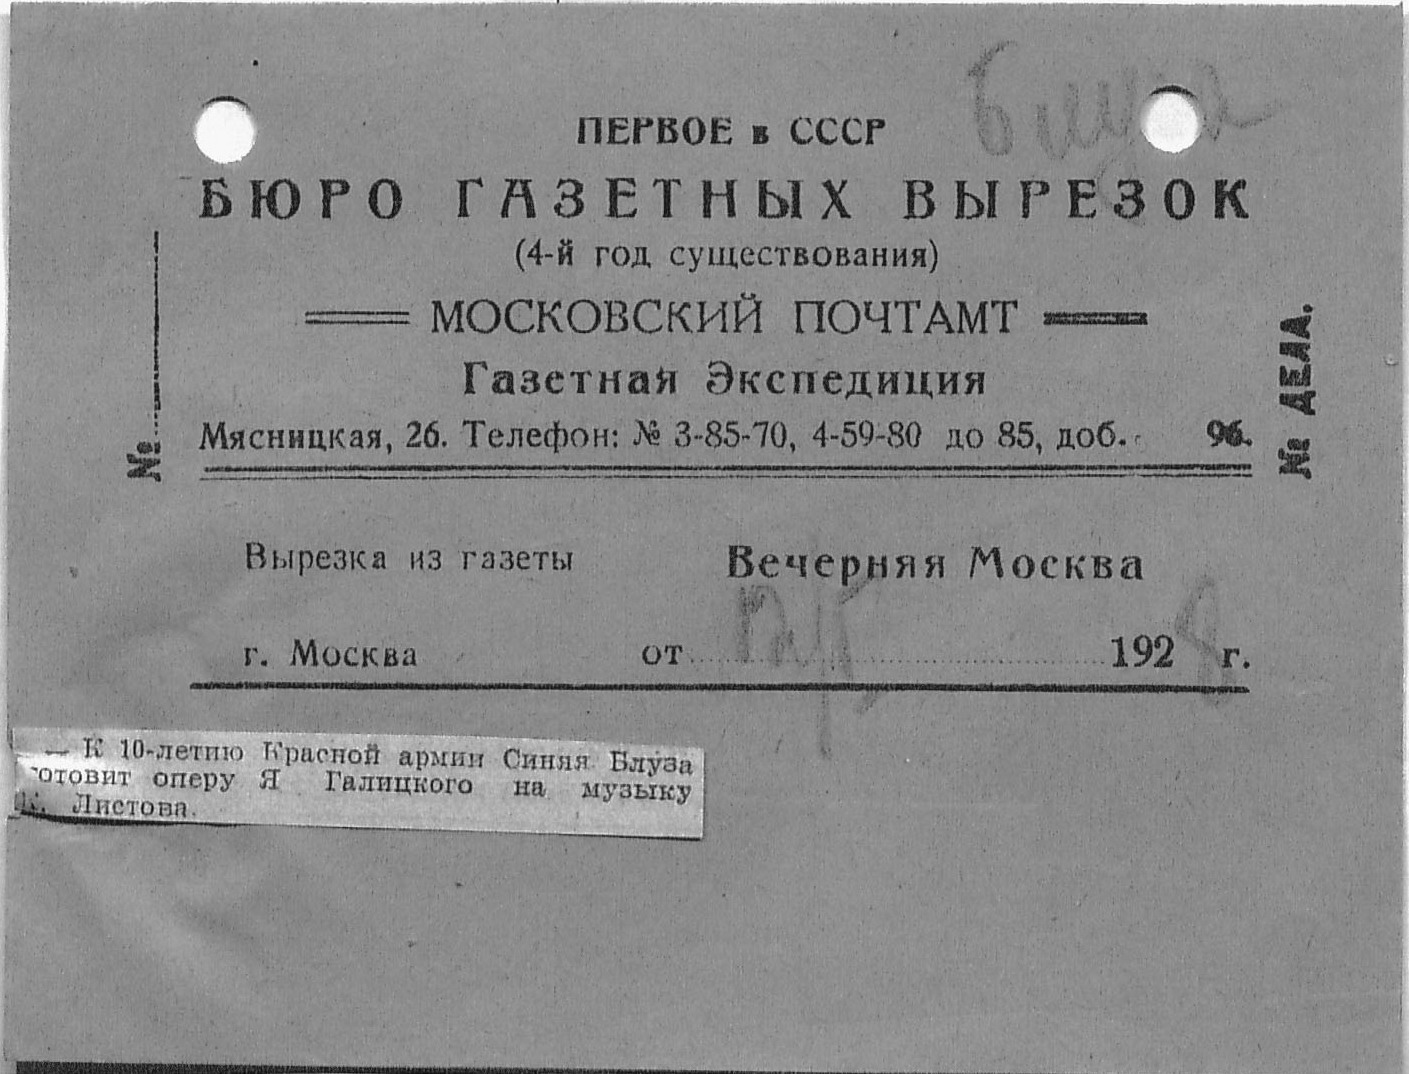 Блуза
ПЕРВОЕ в СССР
БЮРО ГАЗЕТНЫХ ВЫРЕЗОК
(4-й год существования)
МОСКОВСКИЙ ПОЧТАМТ
Газетная Экспедиция
Мясницкая, 26. Телефон: № 3-85-70, 4-59-80 до 85, доб. 96.
№
№ ДЕЛА.
Вырезка из газеты Вечерняя Москва
г. Москва от 1928 г.
— К 10-летию Красной армии Синяя Блуза
готовит оперу Я Галицкого на музыку
К. Листова.